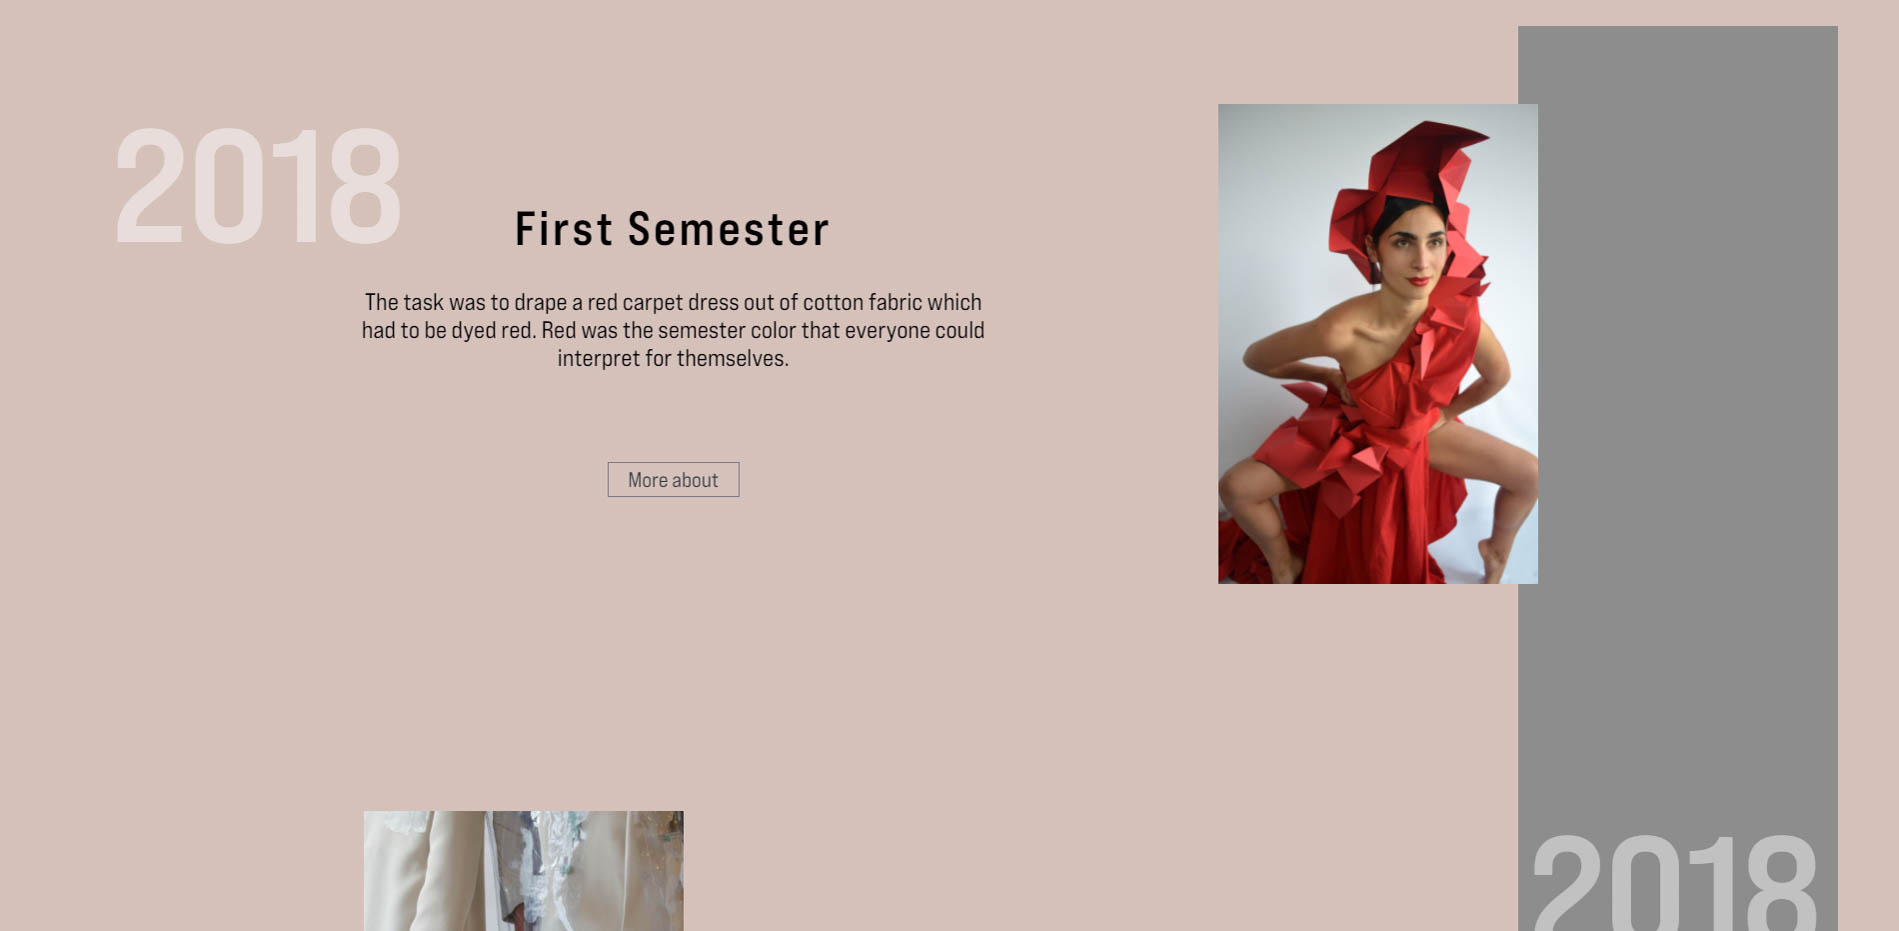 2018
First Semester
The task was to drape a red carpet dress out of cotton fabric which
had to be dyed red. Red was the semester color that everyone could
interpret for themselves.
More about
2018